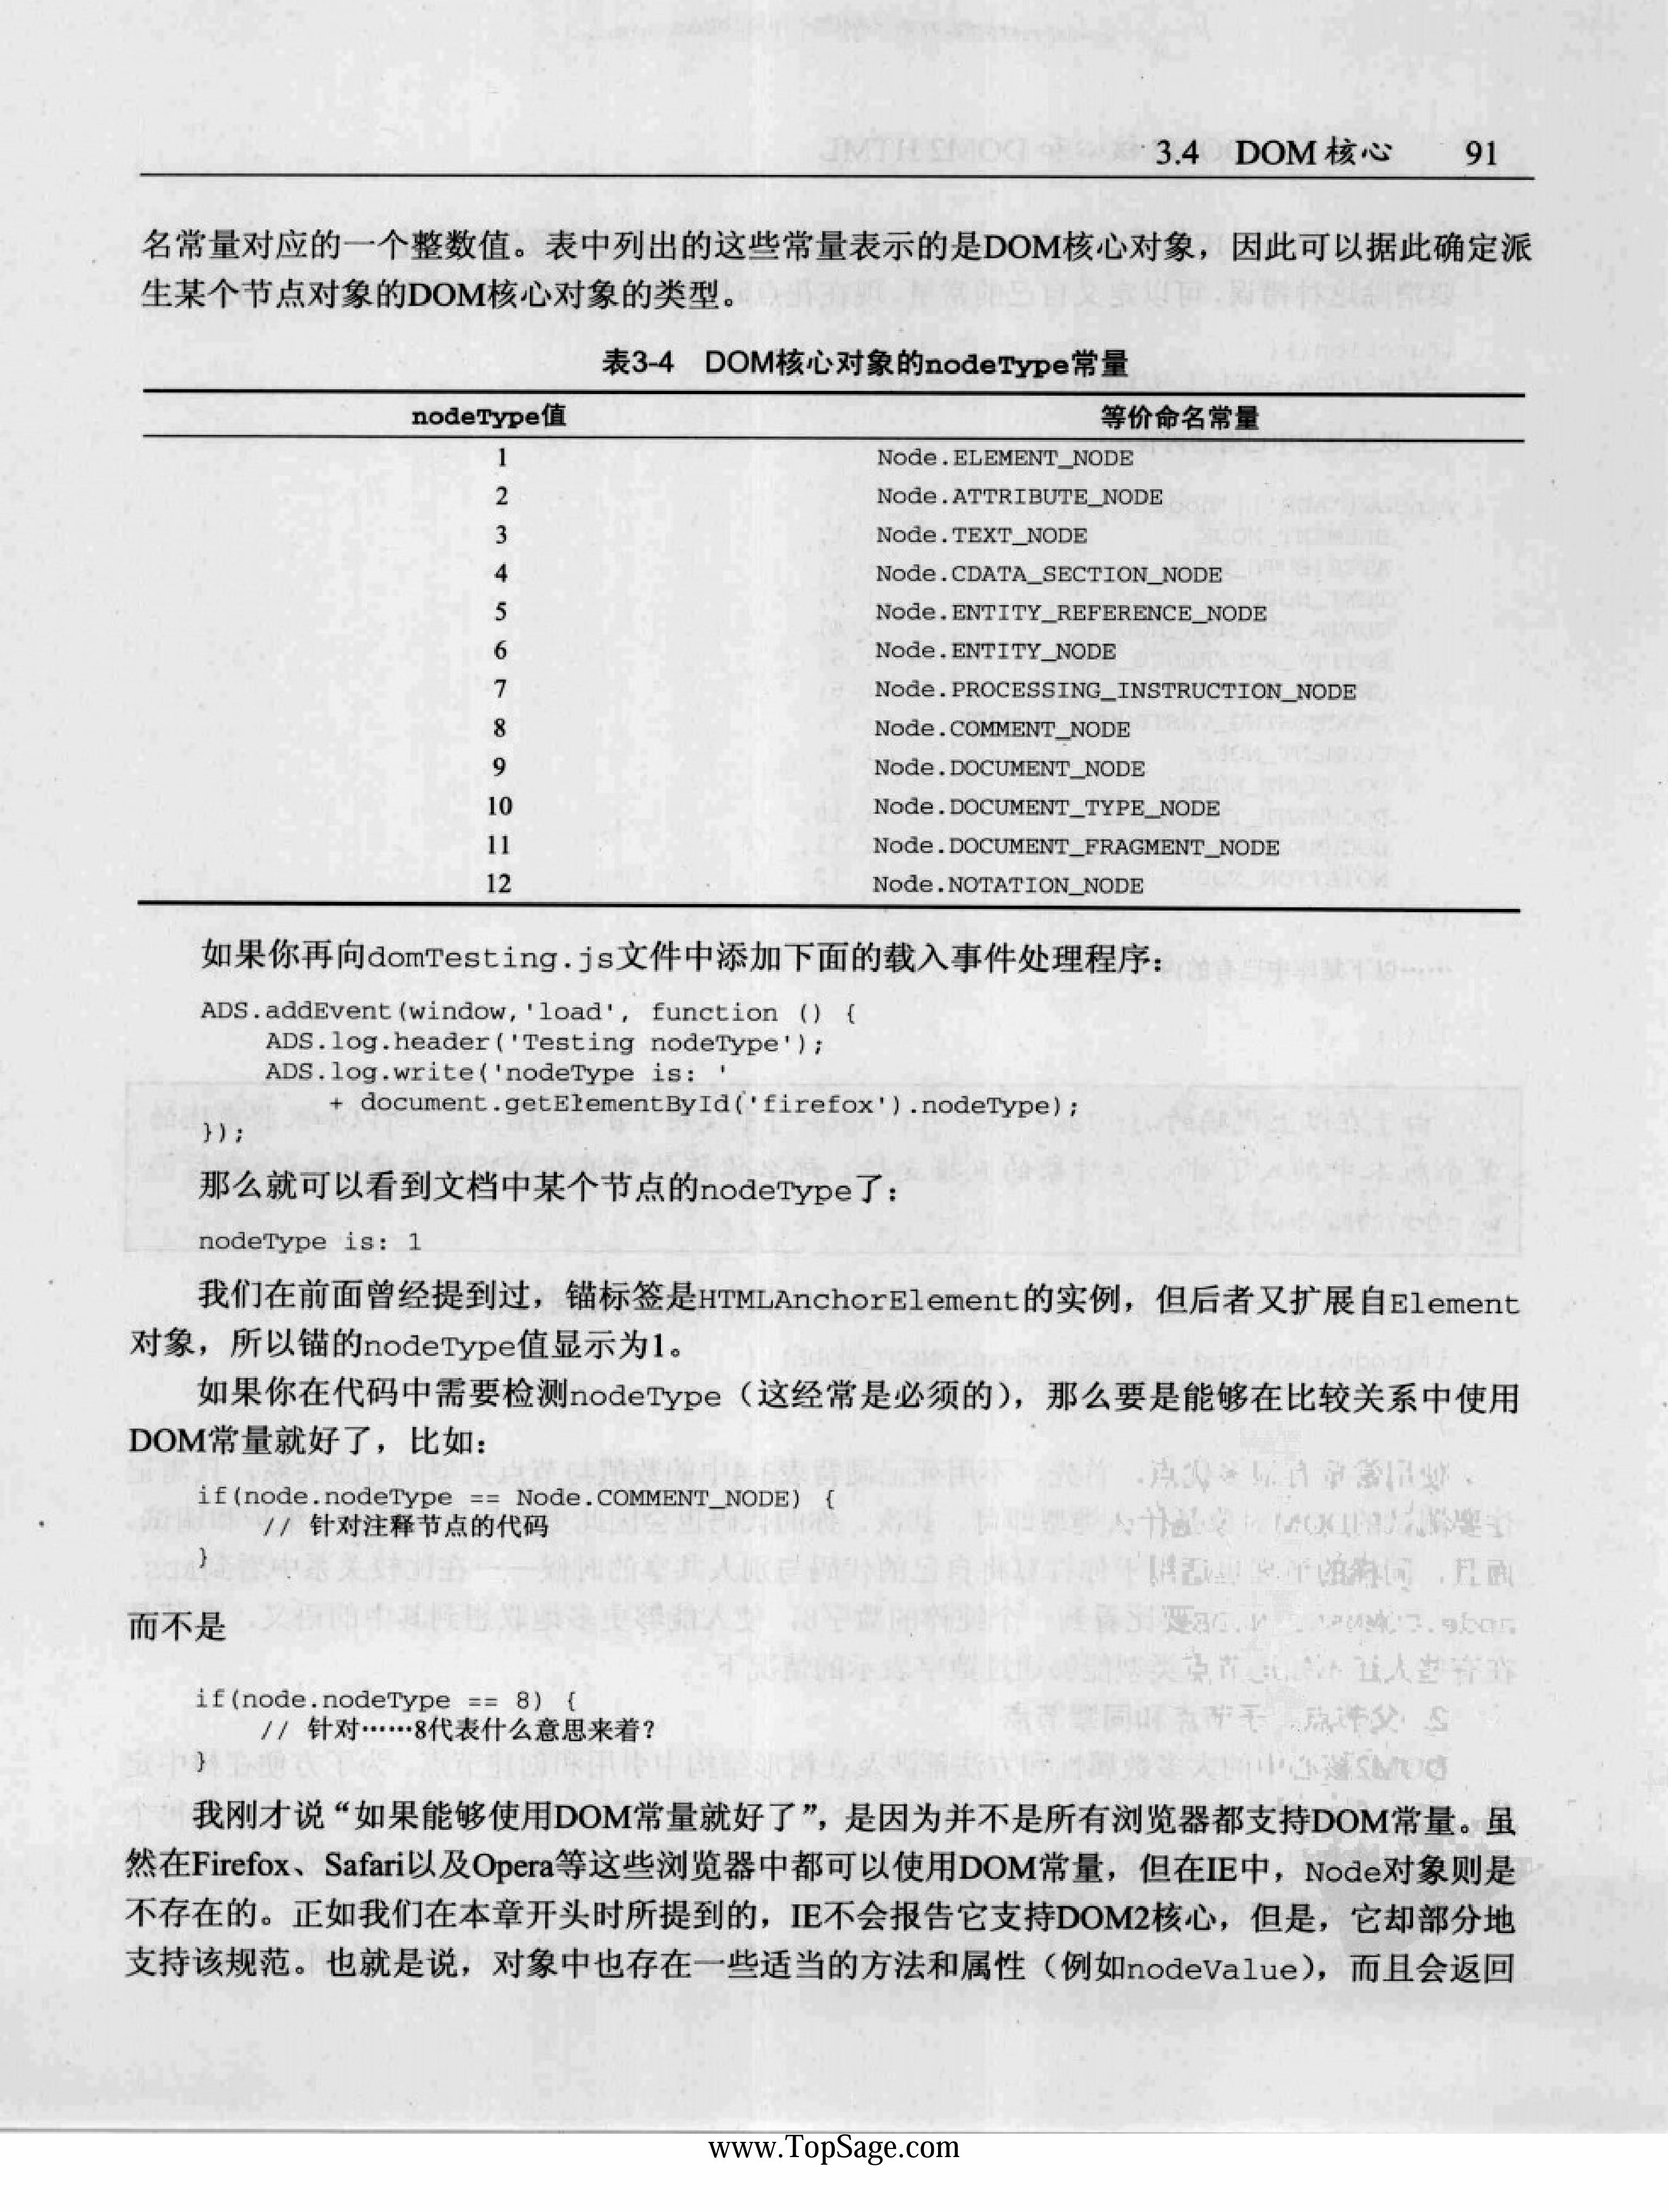 3.4 DOM核心 91
名常量对应的一个整数值。表中列出的这些常量表示的是DOM核心对象，因此可以据此确定派
生某个节点对象的DOM核心对象的类型。
表3-4 DOM核心对象的nodeType常量
nodeType值 等价命名常量
1 Node.ELEMENT_NODE
2 Node.ATTRIBUTE_NODE
3 Node.TEXT_NODE
4 Node.CDATA_SECTION_NODE
5 Node.ENTITY_REFERENCE_NODE
6 Node.ENTITY_NODE
7 Node.PROCESSING_INSTRUCTION_NODE
8 Node.COMMENT_NODE
9 Node.DOCUMENT_NODE
10 Node.DOCUMENT_TYPE_NODE
11 Node.DOCUMENT_FRAGMENT_NODE
12 Node.NOTATION_NODE
如果你再向domTesting.js文件中添加下面的载入事件处理程序：
ADS.addEvent(window,'load', function () {
ADS.log.header('Testing nodeType');
ADS.log.write('nodeType is: '
+ document.getElementById('firefox').nodeType);
});
那么就可以看到文档中某个节点的nodeType了：
nodeType is: 1
我们在前面曾经提到过，锚标签是HTMLAnchorElement的实例，但后者又扩展自Element
对象，所以锚的nodeType值显示为1。
如果你在代码中需要检测nodeType（这经常是必须的），那么要是能够在比较关系中使用
DOM常量就好了，比如：
if(node.nodeType == Node.COMMENT_NODE) {
// 针对注释节点的代码
}
而不是
if(node.nodeType == 8) {
// 针对……8代表什么意思来着？
}
我刚才说“如果能够使用DOM常量就好了”，是因为并不是所有浏览器都支持DOM常量。虽
然在Firefox、Safari以及Opera等这些浏览器中都可以使用DOM常量，但在IE中，Node对象则是
不存在的。正如我们在本章开头时所提到的，IE不会报告它支持DOM2核心，但是，它却部分地
支持该规范。也就是说，对象中也存在一些适当的方法和属性（例如nodeValue），而且会返回
www.TopSage.com